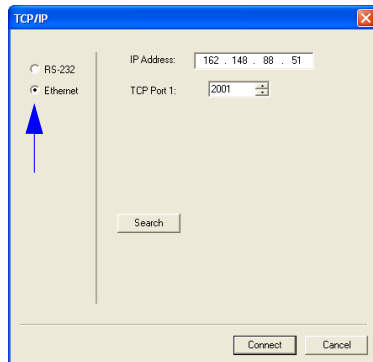 TCP/IP
RS-232
Ethernet
IP Address: 162 . 148 . 88 . 51
TCP Port 1: 2001
Search
Connect Cancel